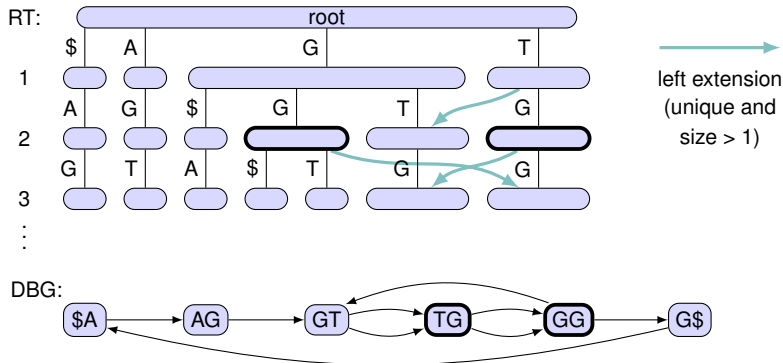 RT: root
$ A G T
1
left extension
A G $ G T G
(unique and
2
size > 1)
G T A $ T G G
3
⋮
DBG:
$A AG GT TG GG G$